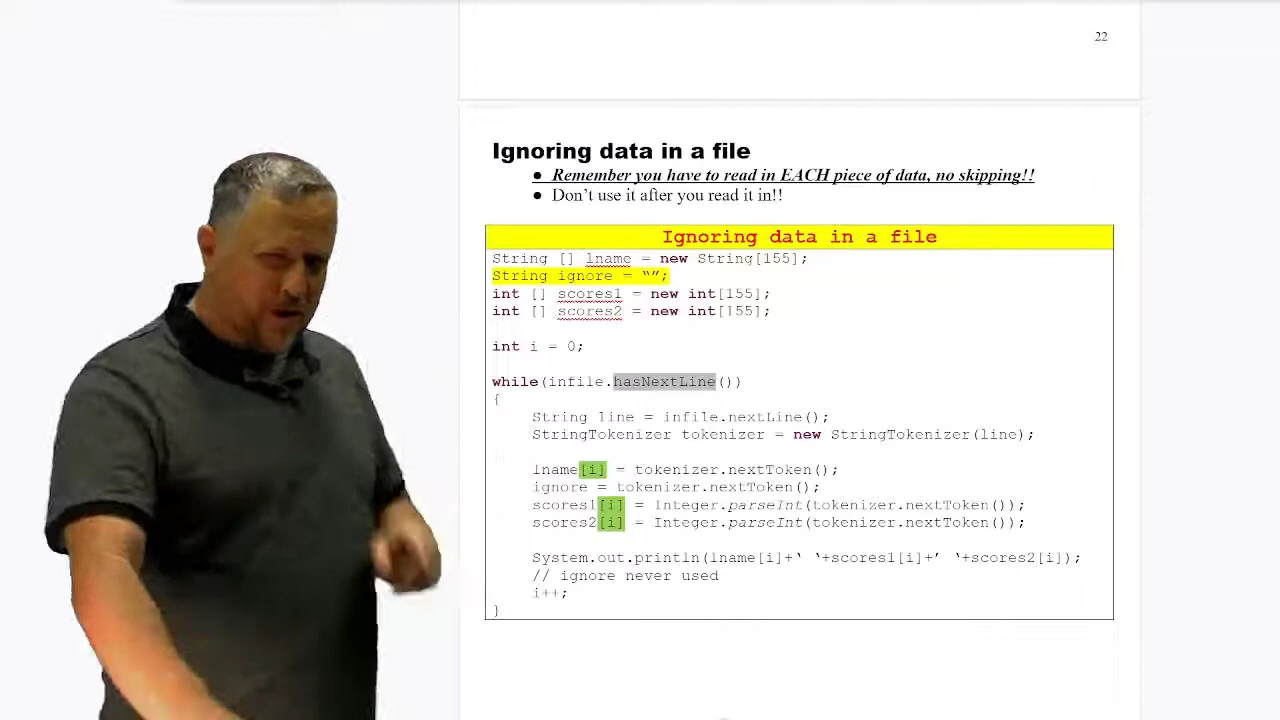 22
Ignoring data in a file
● Remember you have to read in EACH piece of data, no skipping!!
● Don’t use it after you read it in!!
Ignoring data in a file
String [] lname = new String[155];
String ignore = “”;
int [] scores1 = new int[155];
int [] scores2 = new int[155];
int i = 0;
while(infile.hasNextLine())
{
String line = infile.nextLine();
StringTokenizer tokenizer = new StringTokenizer(line);
lname[i] = tokenizer.nextToken();
ignore = tokenizer.nextToken();
scores1[i] = Integer.parseInt(tokenizer.nextToken());
scores2[i] = Integer.parseInt(tokenizer.nextToken());
System.out.println(lname[i]+‘ ‘+scores1[i]+’ ‘+scores2[i]);
// ignore never used
i++;
}